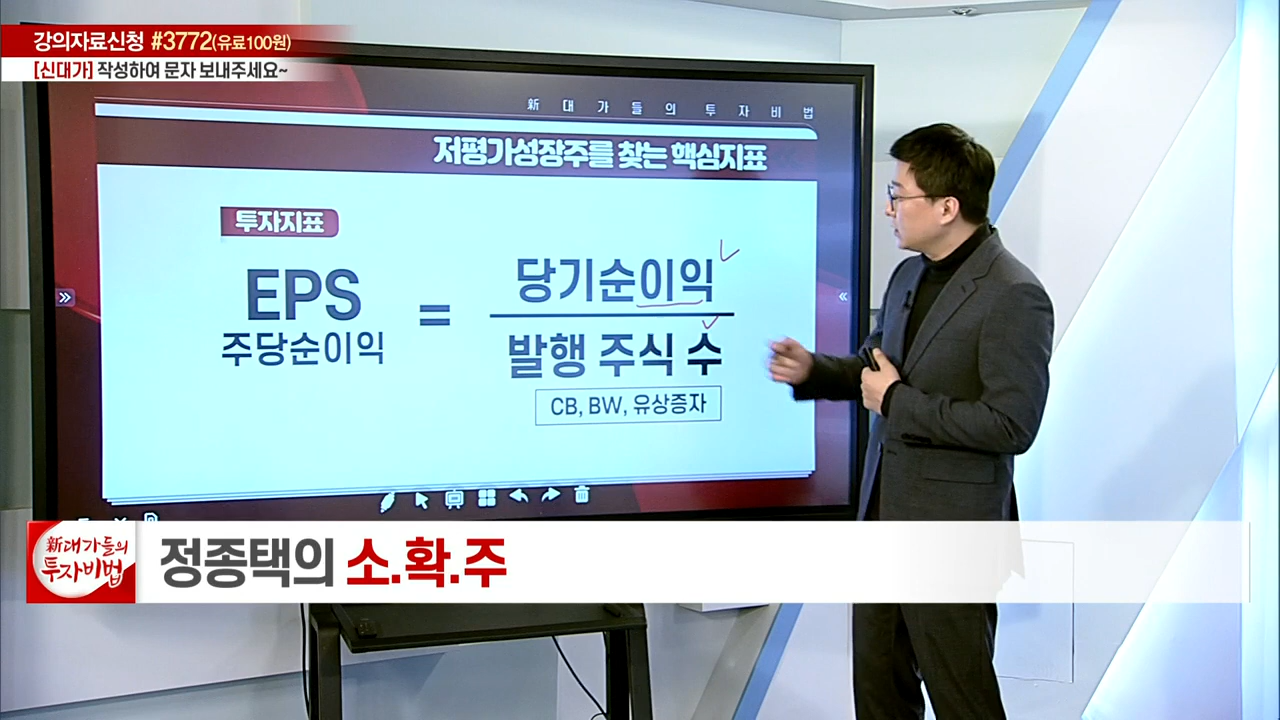 강의자료신청 #3772(유료100원)
[신대가] 작성하여 문자 보내주세요~
新 대 가 들 의 투 자 비 법
저평가성장주를 찾는 핵심지표
투자지표
EPS
주당순이익
=
당기순이익
발행 주식 수
CB, BW, 유상증자
新대가들의
투자비법
정종택의 소.확.주